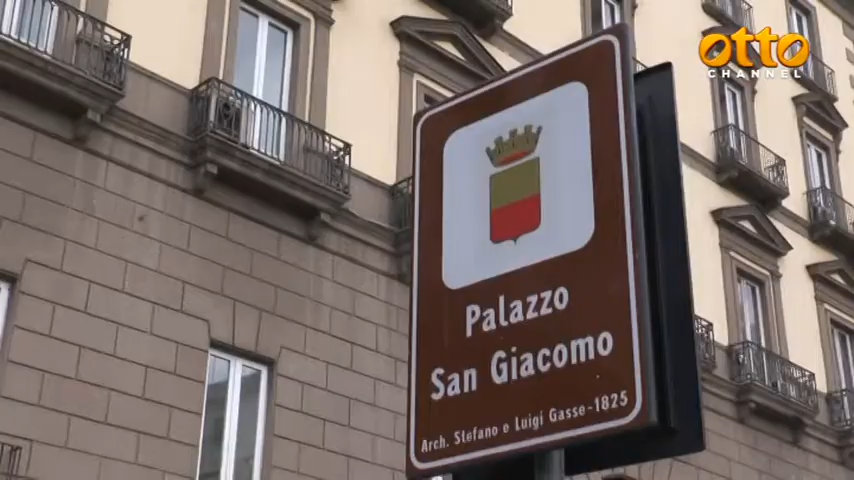 otto
CHANNEL
Palazzo
San Giacomo
Arch. Stefano e Luigi Gasse-1825